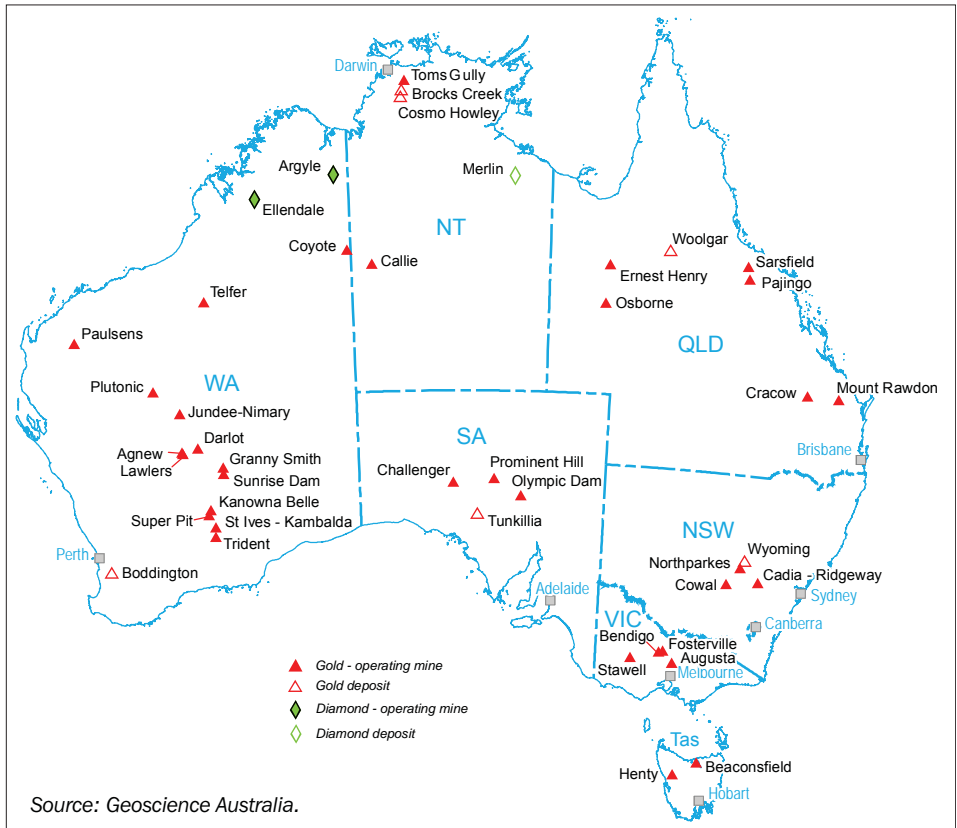 Darwin
Toms Gully
Brocks Creek
Cosmo Howley
Argyle
Merlin
Ellendale
NT
Coyote
Callie
Woolgar
Ernest Henry
Sarsfield
Pajingo
Telfer
Osborne
Paulsens
QLD
Plutonic
WA
Jundee-Nimary
Cracow
Mount Rawdon
Darlot
Agnew
Lawlers
Granny Smith
Sunrise Dam
SA
Brisbane
Challenger
Prominent Hill
Olympic Dam
Kanowna Belle
Super Pit
St Ives - Kambalda
Trident
Tunkillia
NSW
Perth
Boddington
Wyoming
Northparkes
Cadia - Ridgeway
Cowal
Adelaide
Sydney
VIC
Canberra
Bendigo
Fosterville
Augusta
Stawell
Melbourne
Gold - operating mine
Gold deposit
Diamond - operating mine
Diamond deposit
Tas
Beaconsfield
Henty
Hobart
Source: Geoscience Australia.